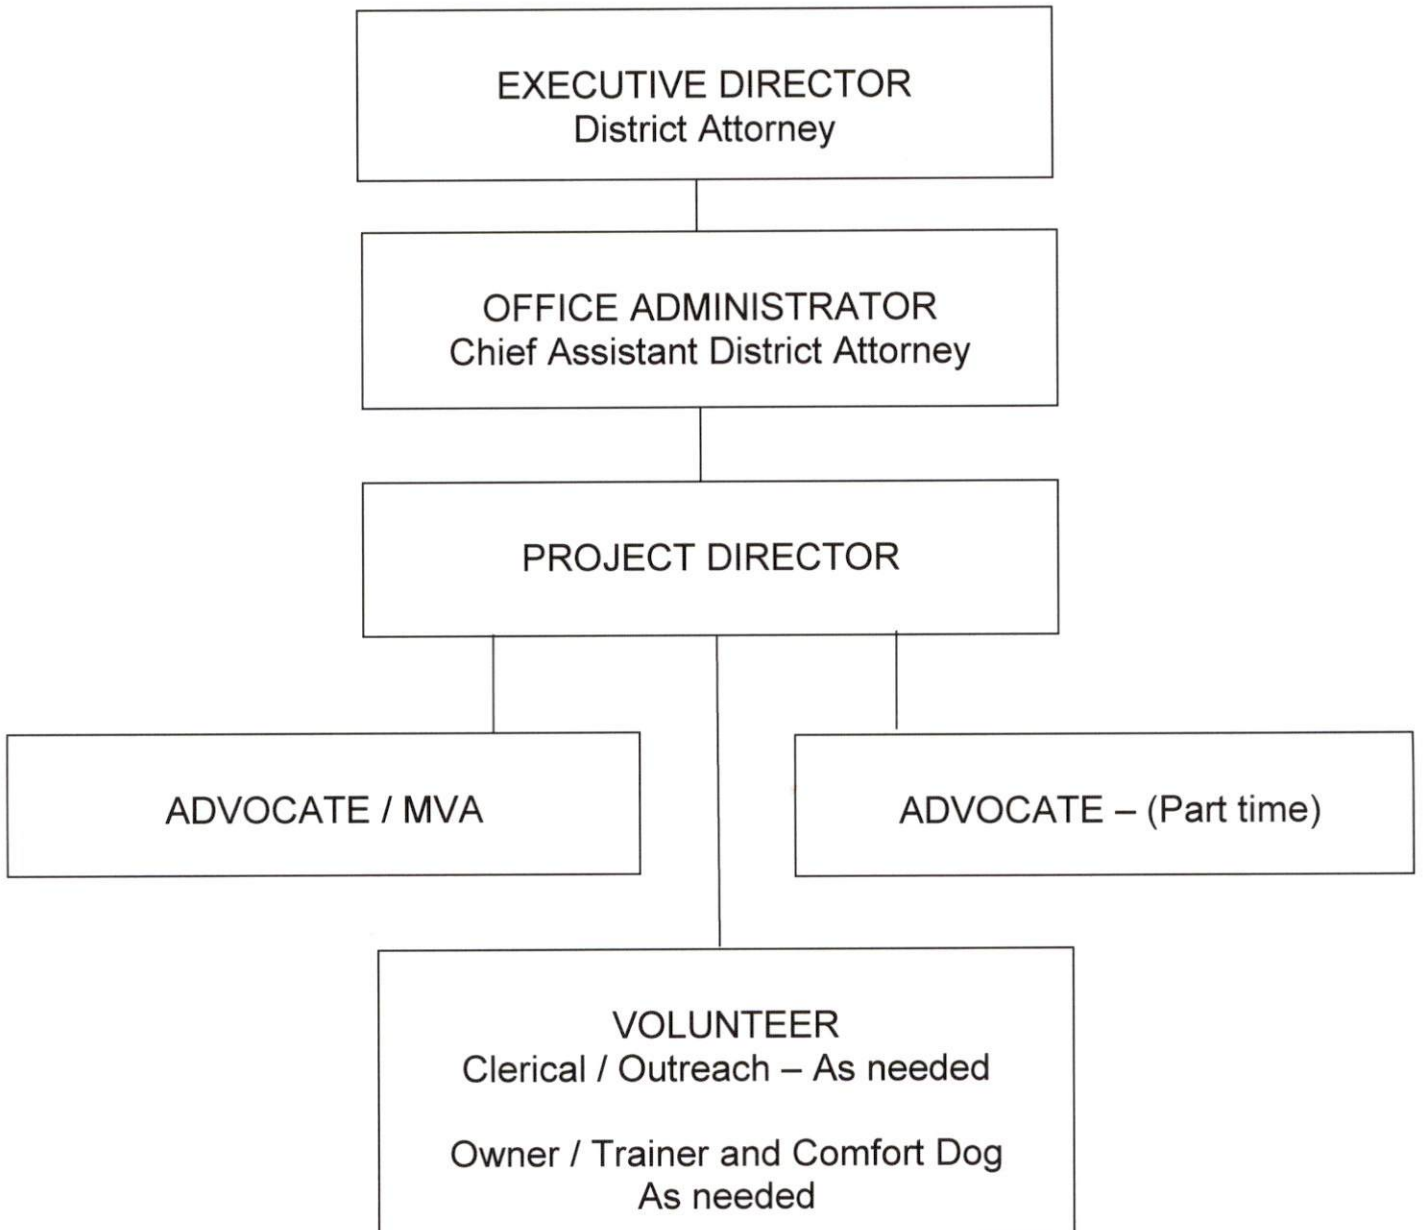 EXECUTIVE DIRECTOR
District Attorney
OFFICE ADMINISTRATOR
Chief Assistant District Attorney
PROJECT DIRECTOR
ADVOCATE / MVA
ADVOCATE – (Part time)
VOLUNTEER
Clerical / Outreach – As needed
Owner / Trainer and Comfort Dog
As needed